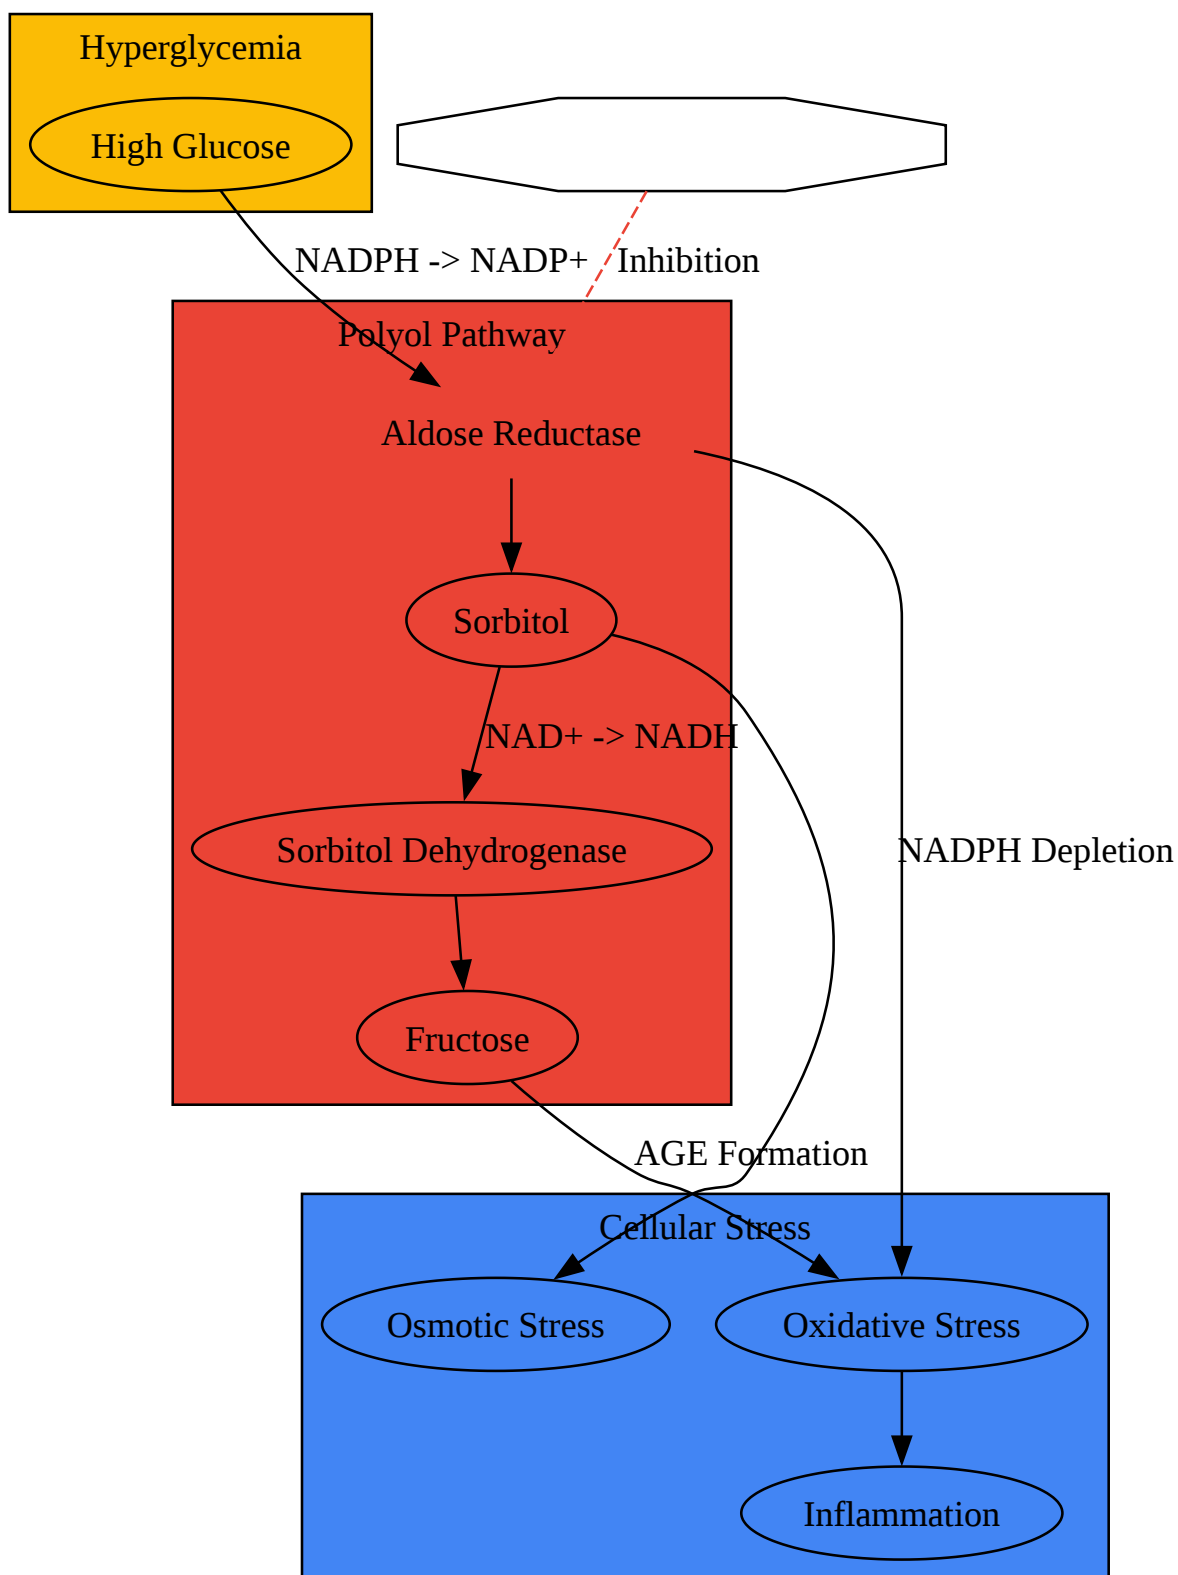 Hyperglycemia
High Glucose
NADPH -> NADP+
Inhibition
Polyol Pathway
Aldose Reductase
Sorbitol
NAD+ -> NADH
Sorbitol Dehydrogenase
NADPH Depletion
Fructose
AGE Formation
Cellular Stress
Osmotic Stress
Oxidative Stress
Inflammation